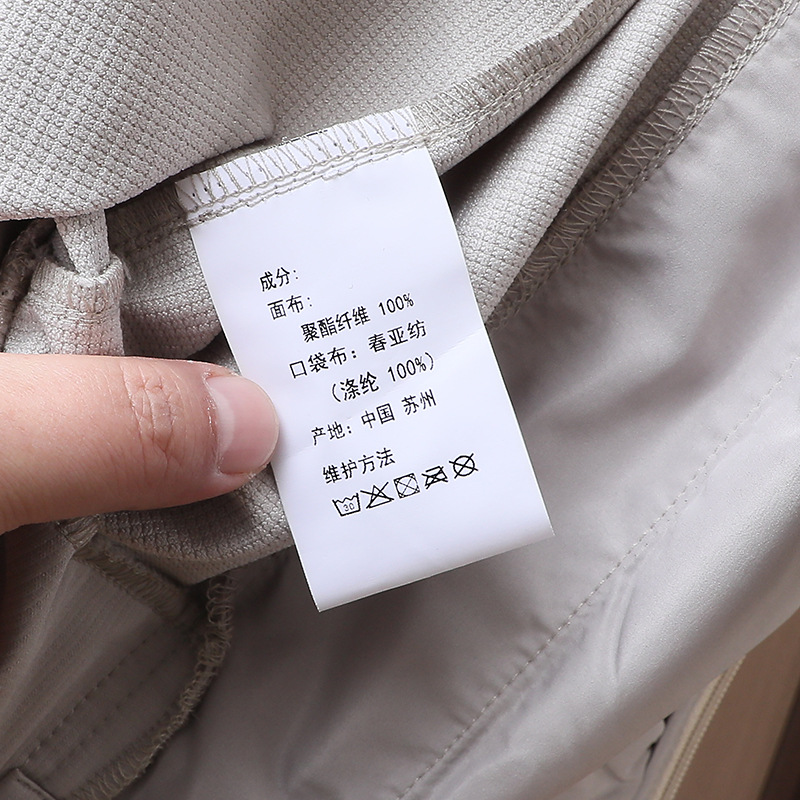 成分:
面布:
聚酯纤维 100%
口袋布: 春亚纺
(涤纶 100%)
产地: 中国 苏州
维护方法
30